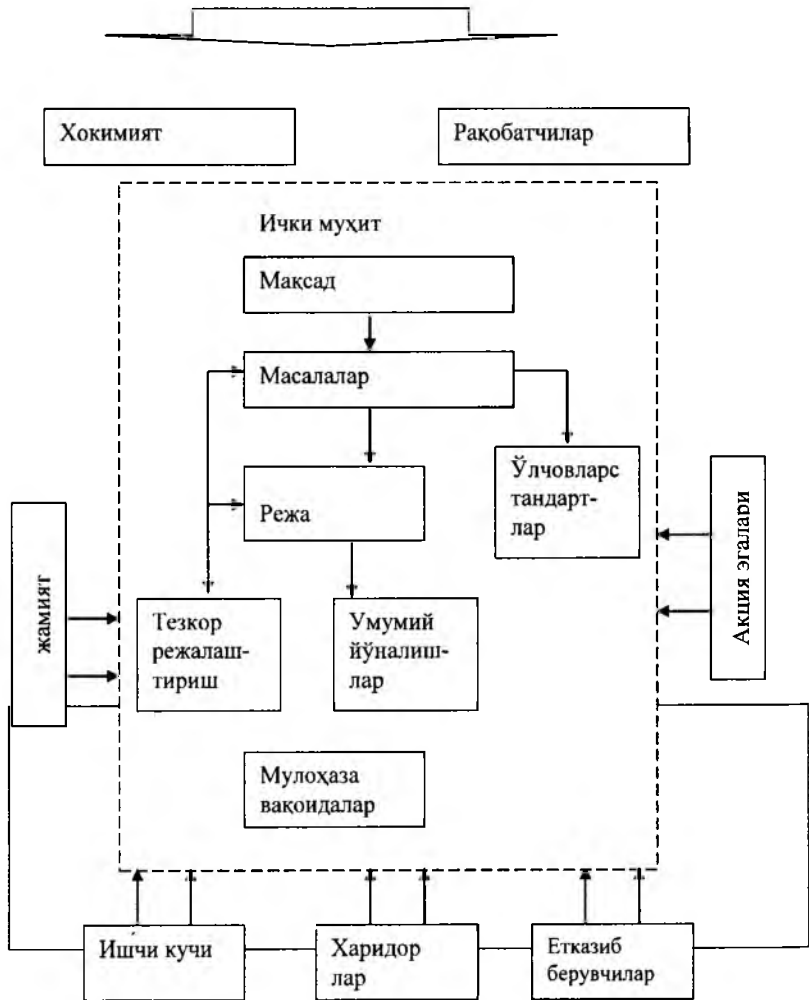 Хокимият
Рақобатчилар
Ички муҳит
Мақсад
Масалалар
Ўлчовларс
тандарт-
лар
Режа
жамият
Акция эгалари
Тезкор
режалаш-
тириш
Умумий
йўналиш-
лар
Мулоҳаза
вақоидалар
Ишчи кучи
Харидор
лар
Етказиб
берувчилар